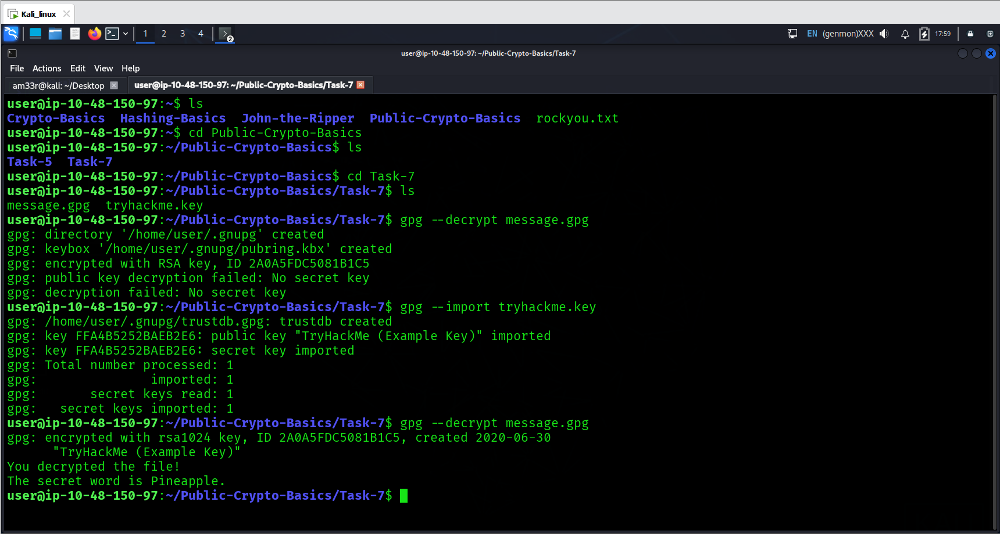 Kali_linux
1 2 3 4 2 EN (genmon)XXX 17:59
user@ip-10-48-150-97: ~/Public-Crypto-Basics/Task-7
File Actions Edit View Help
am33r@kali: ~/Desktop user@ip-10-48-150-97: ~/Public-Crypto-Basics/Task-7
user@ip-10-48-150-97:~$ ls
Crypto-Basics  Hashing-Basics  John-the-Ripper  Public-Crypto-Basics  rockyou.txt
user@ip-10-48-150-97:~$ cd Public-Crypto-Basics
user@ip-10-48-150-97:~/Public-Crypto-Basics$ ls
Task-5  Task-7
user@ip-10-48-150-97:~/Public-Crypto-Basics$ cd Task-7
user@ip-10-48-150-97:~/Public-Crypto-Basics/Task-7$ ls
message.gpg  tryhackme.key
user@ip-10-48-150-97:~/Public-Crypto-Basics/Task-7$ gpg --decrypt message.gpg
gpg: directory '/home/user/.gnupg' created
gpg: keybox '/home/user/.gnupg/pubring.kbx' created
gpg: encrypted with RSA key, ID 2A0A5FDC5081B1C5
gpg: public key decryption failed: No secret key
gpg: decryption failed: No secret key
user@ip-10-48-150-97:~/Public-Crypto-Basics/Task-7$ gpg --import tryhackme.key
gpg: /home/user/.gnupg/trustdb.gpg: trustdb created
gpg: key FFA4B5252BAEB2E6: public key "TryHackMe (Example Key)" imported
gpg: key FFA4B5252BAEB2E6: secret key imported
gpg: Total number processed: 1
gpg:               imported: 1
gpg:       secret keys read: 1
gpg:   secret keys imported: 1
user@ip-10-48-150-97:~/Public-Crypto-Basics/Task-7$ gpg --decrypt message.gpg
gpg: encrypted with rsa1024 key, ID 2A0A5FDC5081B1C5, created 2020-06-30
      "TryHackMe (Example Key)"
You decrypted the file!
The secret word is Pineapple.
user@ip-10-48-150-97:~/Public-Crypto-Basics/Task-7$